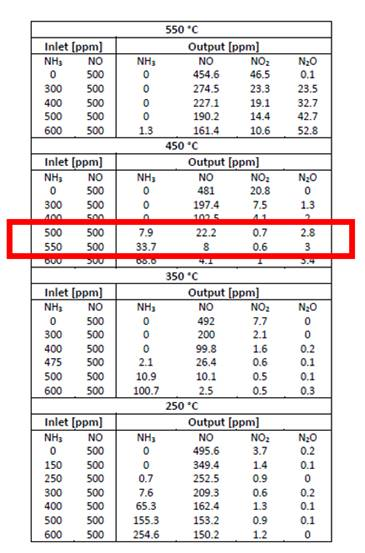 550 °C
Inlet [ppm] Output [ppm]
NH₃ NO NH₃ NO NO₂ N₂O
0 500 0 454.6 46.5 0.1
300 500 0 274.5 23.3 23.5
400 500 0 227.1 19.1 32.7
500 500 0 190.2 14.4 42.7
600 500 1.3 161.4 10.6 52.8
450 °C
Inlet [ppm] Output [ppm]
NH₃ NO NH₃ NO NO₂ N₂O
0 500 0 481 20.8 0
300 500 0 197.4 7.5 1.3
400 500 0 102.5 4.1 2
500 500 7.9 22.2 0.7 2.8
550 500 33.7 8 0.6 3
600 500 68.6 4.1 1 3.4
350 °C
Inlet [ppm] Output [ppm]
NH₃ NO NH₃ NO NO₂ N₂O
0 500 0 492 7.7 0
300 500 0 200 2.1 0
400 500 0 99.8 1.6 0.2
475 500 2.1 26.4 0.6 0.1
500 500 10.9 10.1 0.5 0.1
600 500 100.7 2.5 0.5 0.3
250 °C
Inlet [ppm] Output [ppm]
NH₃ NO NH₃ NO NO₂ N₂O
0 500 0 495.6 3.7 0.2
150 500 0 349.4 1.4 0.1
250 500 0.7 252.5 0.9 0
300 500 7.6 209.3 0.6 0.2
400 500 65.3 162.4 1.3 0.1
500 500 155.3 153.2 0.9 0.1
600 500 254.6 150.2 1.2 0